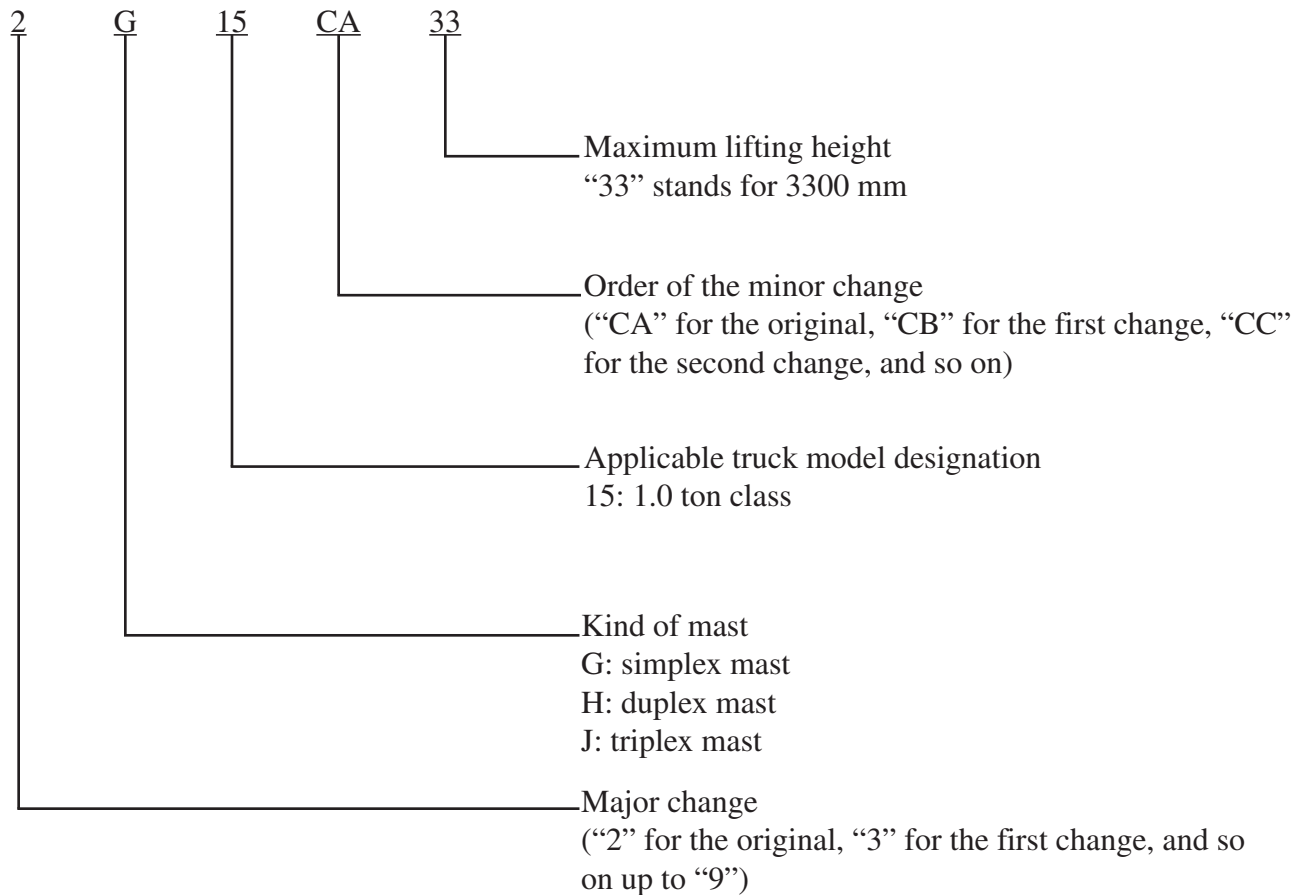 2 G 15 CA 33
Maximum lifting height
“33” stands for 3300 mm
Order of the minor change
(“CA” for the original, “CB” for the first change, “CC”
for the second change, and so on)
Applicable truck model designation
15: 1.0 ton class
Kind of mast
G: simplex mast
H: duplex mast
J: triplex mast
Major change
(“2” for the original, “3” for the first change, and so
on up to “9”)